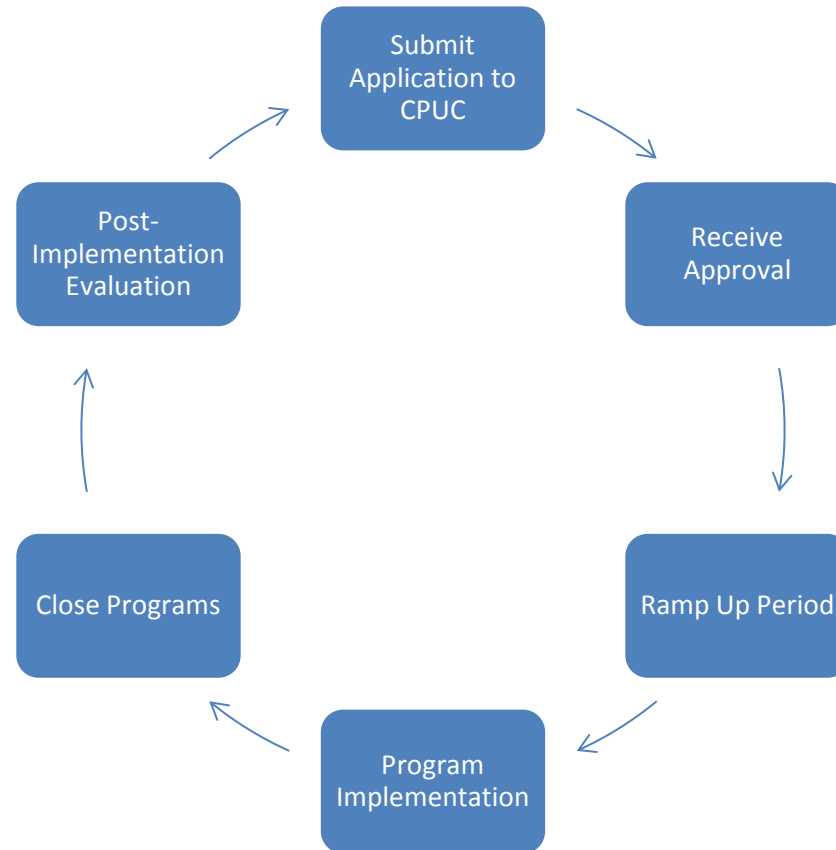 Submit
Application to
CPUC
Receive
Approval
Ramp Up Period
Program
Implementation
Close Programs
Post-
Implementation
Evaluation